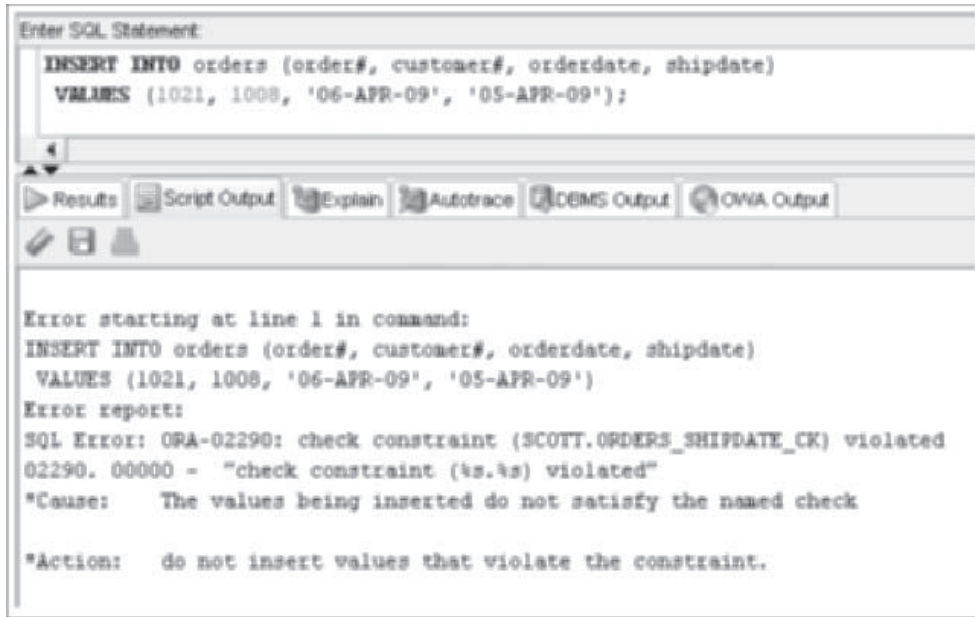 Enter SQL Statement:
INSERT INTO orders (order#, customer#, orderdate, shipdate)
VALUES (1021, 1008, '06-APR-09', '05-APR-09');
Results Script Output Explain Autotrace DBMS Output OWA Output
Error starting at line 1 in command:
INSERT INTO orders (order#, customer#, orderdate, shipdate)
VALUES (1021, 1008, '06-APR-09', '05-APR-09')
Error report:
SQL Error: ORA-02290: check constraint (SCOTT.ORDERS_SHIPDATE_CK) violated
02290. 00000 - "check constraint (%s.%s) violated"
*Cause: The values being inserted do not satisfy the named check
*Action: do not insert values that violate the constraint.